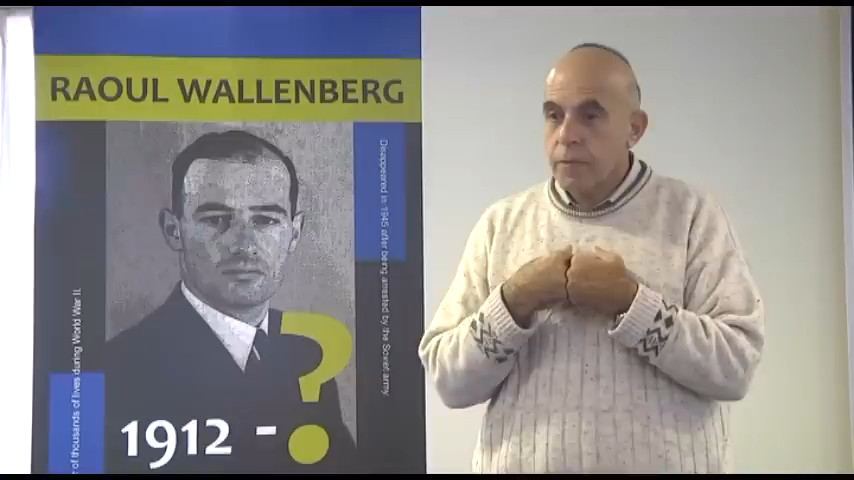 RAOUL WALLENBERG
Disappeared in 1945 after being arrested by the Soviet army.
r of thousands of lives during World War II.
1912 - ?